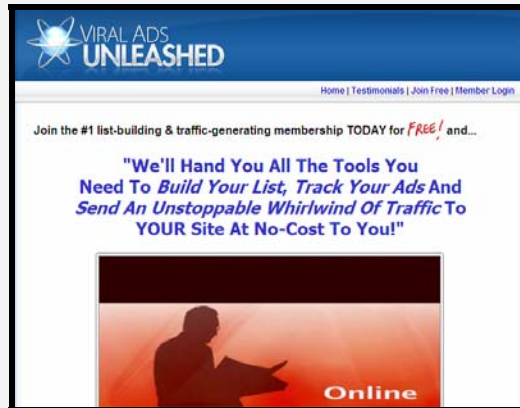 VIRAL ADS
UNLEASHED
Home | Testimonials | Join Free | Member Login
Join the #1 list-building & traffic-generating membership TODAY for FREE! and...
"We'll Hand You All The Tools You
Need To Build Your List, Track Your Ads And
Send An Unstoppable Whirlwind Of Traffic To
YOUR Site At No-Cost To You!"
Online